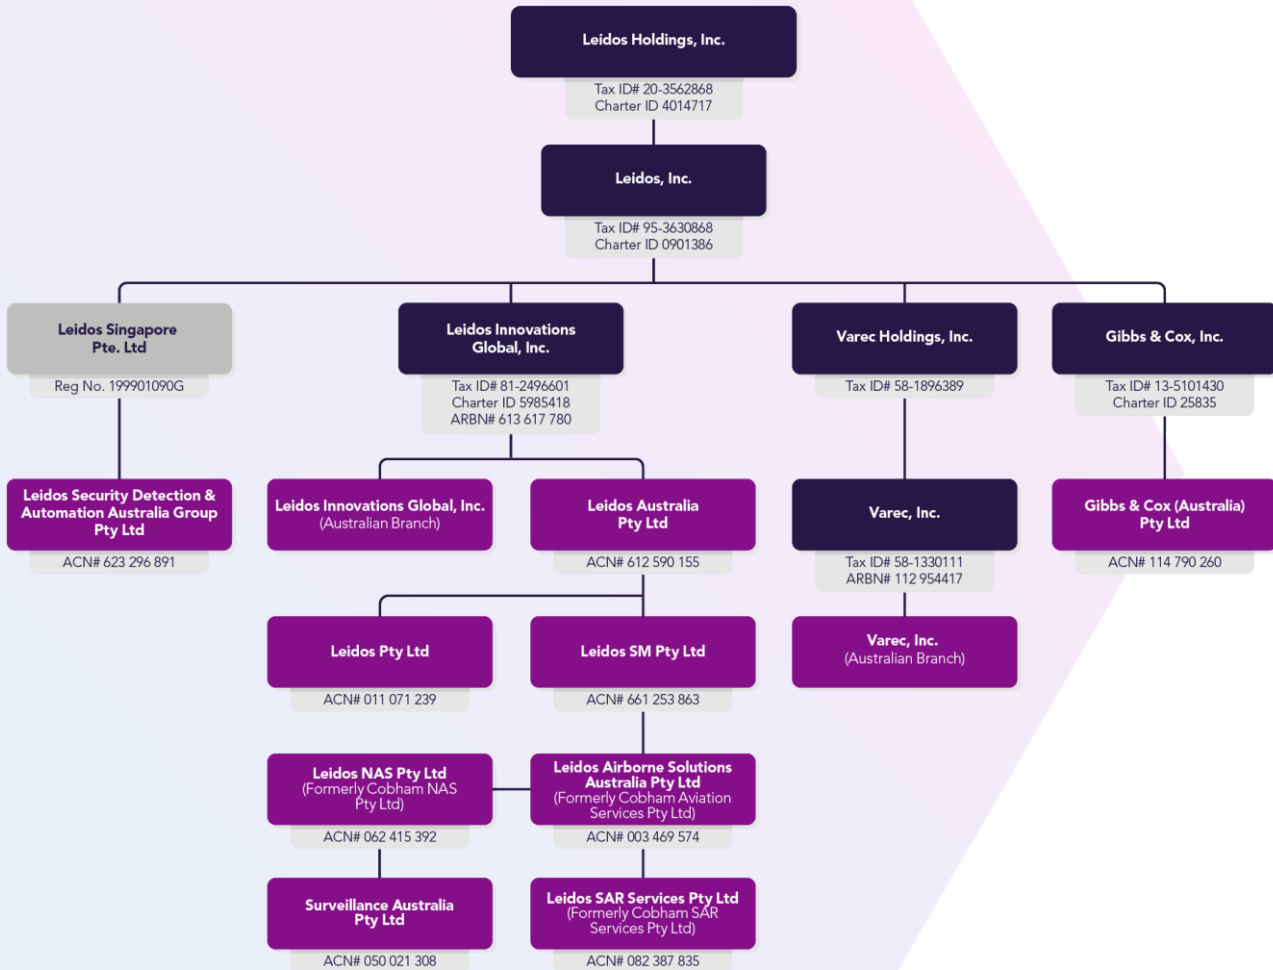 Leidos Holdings, Inc.
Tax ID# 20-3562868
Charter ID 4014717
Leidos, Inc.
Tax ID# 95-3630868
Charter ID 0901386
Leidos Singapore
Pte. Ltd
Reg No. 199901090G
Leidos Innovations
Global, Inc.
Tax ID# 81-2496601
Charter ID 5985418
ARBN# 613 617 780
Varec Holdings, Inc.
Tax ID# 58-1896389
Gibbs & Cox, Inc.
Tax ID# 13-5101430
Charter ID 25835
Leidos Security Detection &
Automation Australia Group
Pty Ltd
ACN# 623 296 891
Leidos Innovations Global, Inc.
(Australian Branch)
Leidos Australia
Pty Ltd
ACN# 612 590 155
Varec, Inc.
Tax ID# 58-1330111
ARBN# 112 954417
Gibbs & Cox (Australia)
Pty Ltd
ACN# 114 790 260
Leidos Pty Ltd
ACN# 011 071 239
Leidos SM Pty Ltd
ACN# 661 253 863
Varec, Inc.
(Australian Branch)
Leidos NAS Pty Ltd
(Formerly Cobham NAS
Pty Ltd)
ACN# 062 415 392
Leidos Airborne Solutions
Australia Pty Ltd
(Formerly Cobham Aviation
Services Pty Ltd)
ACN# 003 469 574
Surveillance Australia
Pty Ltd
ACN# 050 021 308
Leidos SAR Services Pty Ltd
(Formerly Cobham SAR
Services Pty Ltd)
ACN# 082 387 835